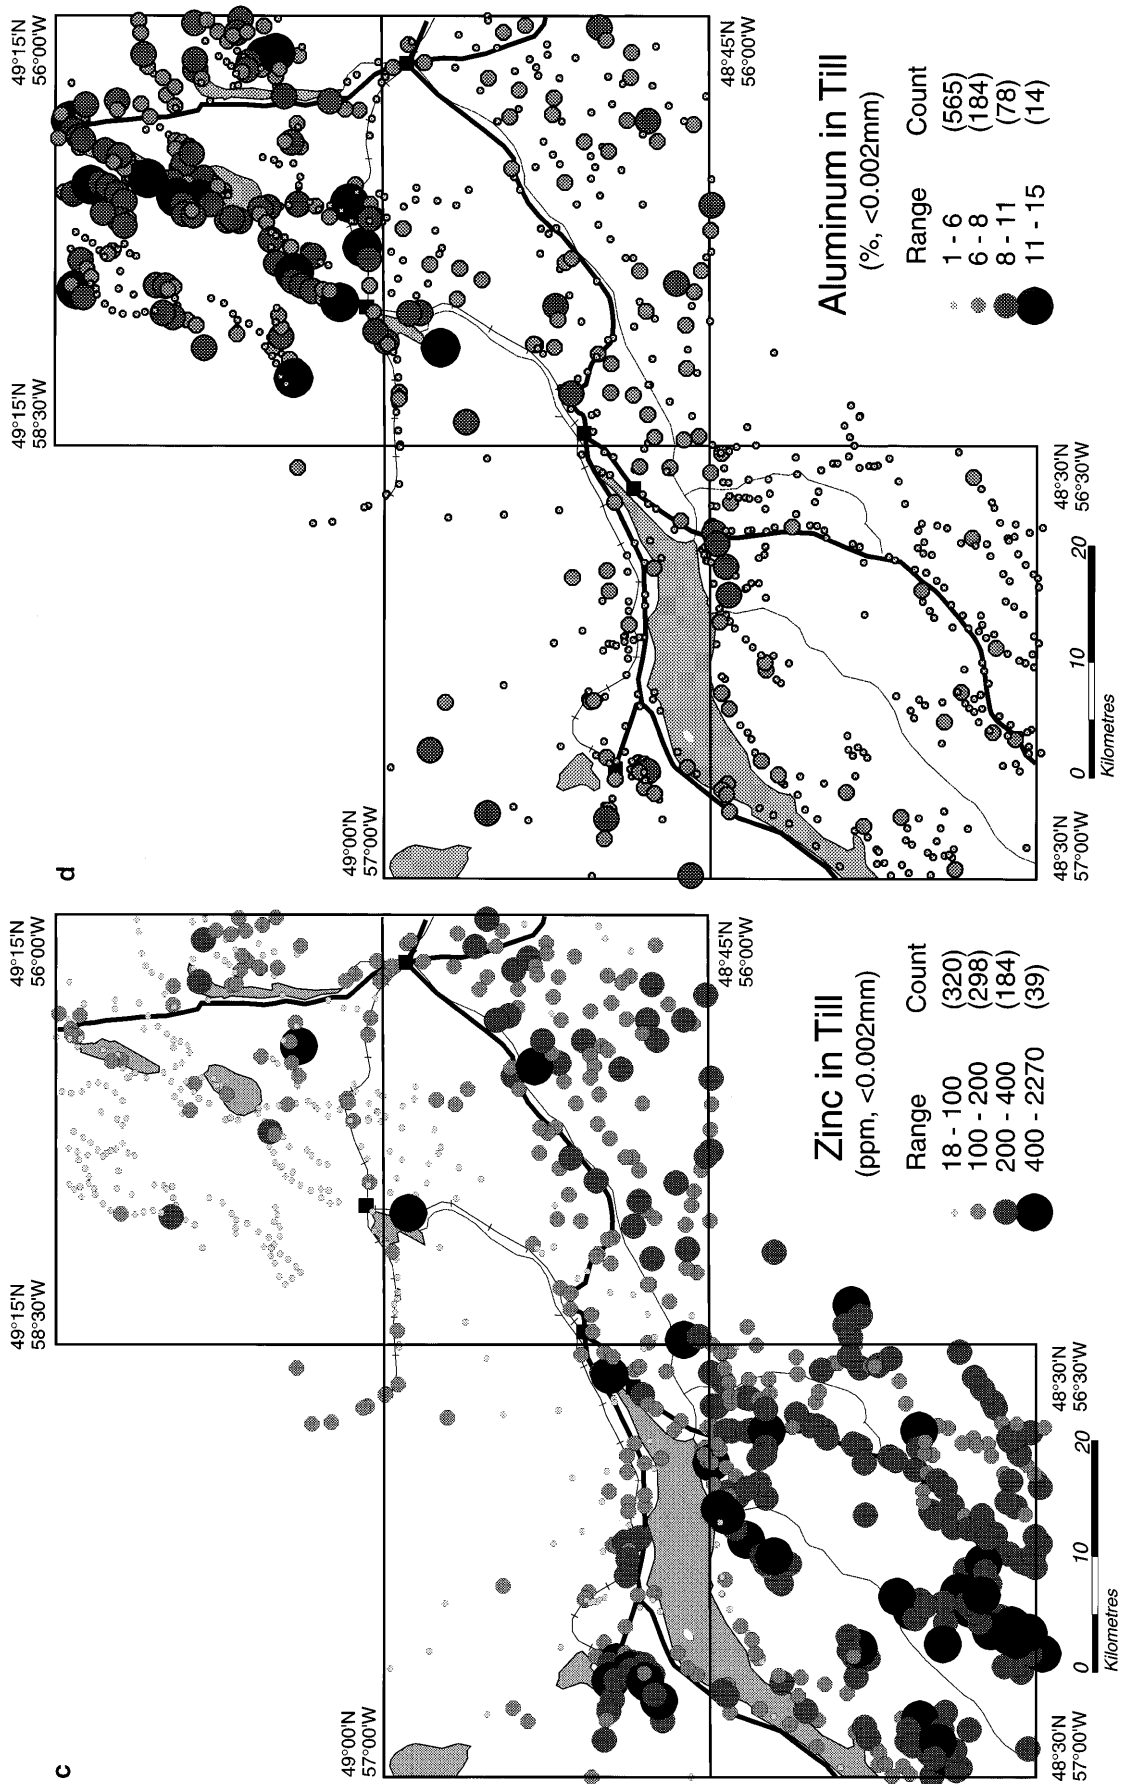 c
49°15'N
58°30'W
49°15'N
56°00'W
49°00'N
57°00'W
48°45'N
56°00'W
48°30'N
57°00'W
48°30'N
56°30'W
0 10 20
Kilometres
Zinc in Till
(ppm, <0.002mm)
Range Count
18 - 100 (320)
100 - 200 (298)
200 - 400 (184)
400 - 2270 (39)
d
49°15'N
58°30'W
49°15'N
56°00'W
49°00'N
57°00'W
48°45'N
56°00'W
48°30'N
57°00'W
48°30'N
56°30'W
0 10 20
Kilometres
Aluminum in Till
(%, <0.002mm)
Range Count
1 - 6 (565)
6 - 8 (184)
8 - 11 (78)
11 - 15 (14)